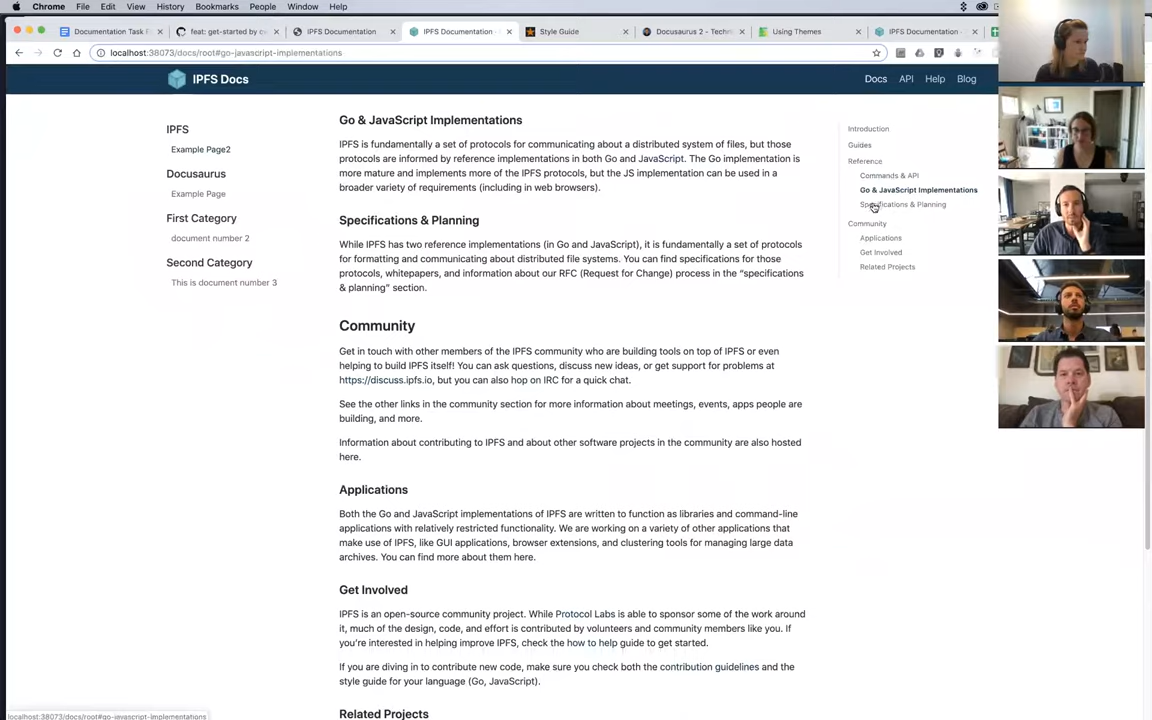 Chrome File Edit View History Bookmarks People Window Help
Documentation Task F
feat: get-started by cw
IPFS Documentation
IPFS Documentation
Style Guide
Docusaurus 2 - Techn
Using Themes
IPFS Documentation
localhost:38073/docs/root#go-javascript-implementations
IPFS Docs
Docs API Help Blog
IPFS
Example Page2
Docusaurus
Example Page
First Category
document number 2
Second Category
This is document number 3
Go & JavaScript Implementations
IPFS is fundamentally a set of protocols for communicating about a distributed system of files, but those
protocols are informed by reference implementations in both Go and JavaScript. The Go implementation is
more mature and implements more of the IPFS protocols, but the JS implementation can be used in a
broader variety of requirements (including in web browsers).
Specifications & Planning
While IPFS has two reference implementations (in Go and JavaScript), it is fundamentally a set of protocols
for formatting and communicating about distributed file systems. You can find specifications for those
protocols, whitepapers, and information about our RFC (Request for Change) process in the “specifications
& planning” section.
Community
Get in touch with other members of the IPFS community who are building tools on top of IPFS or even
helping to build IPFS itself! You can ask questions, discuss new ideas, or get support for problems at
https://discuss.ipfs.io, but you can also hop on IRC for a quick chat.
See the other links in the community section for more information about meetings, events, apps people are
building, and more.
Information about contributing to IPFS and about other software projects in the community are also hosted
here.
Applications
Both the Go and JavaScript implementations of IPFS are written to function as libraries and command-line
applications with relatively restricted functionality. We are working on a variety of other applications that
make use of IPFS, like GUI applications, browser extensions, and clustering tools for managing large data
archives. You can find more about them here.
Get Involved
IPFS is an open-source community project. While Protocol Labs is able to sponsor some of the work around
it, much of the design, code, and effort is contributed by volunteers and community members like you. If
you’re interested in helping improve IPFS, check the how to help guide to get started.
If you are diving in to contribute new code, make sure you check both the contribution guidelines and the
style guide for your language (Go, JavaScript).
Related Projects
Introduction
Guides
Reference
Commands & API
Go & JavaScript Implementations
Specifications & Planning
Community
Applications
Get Involved
Related Projects
localhost:38073/docs/root#go-javascript-implementations